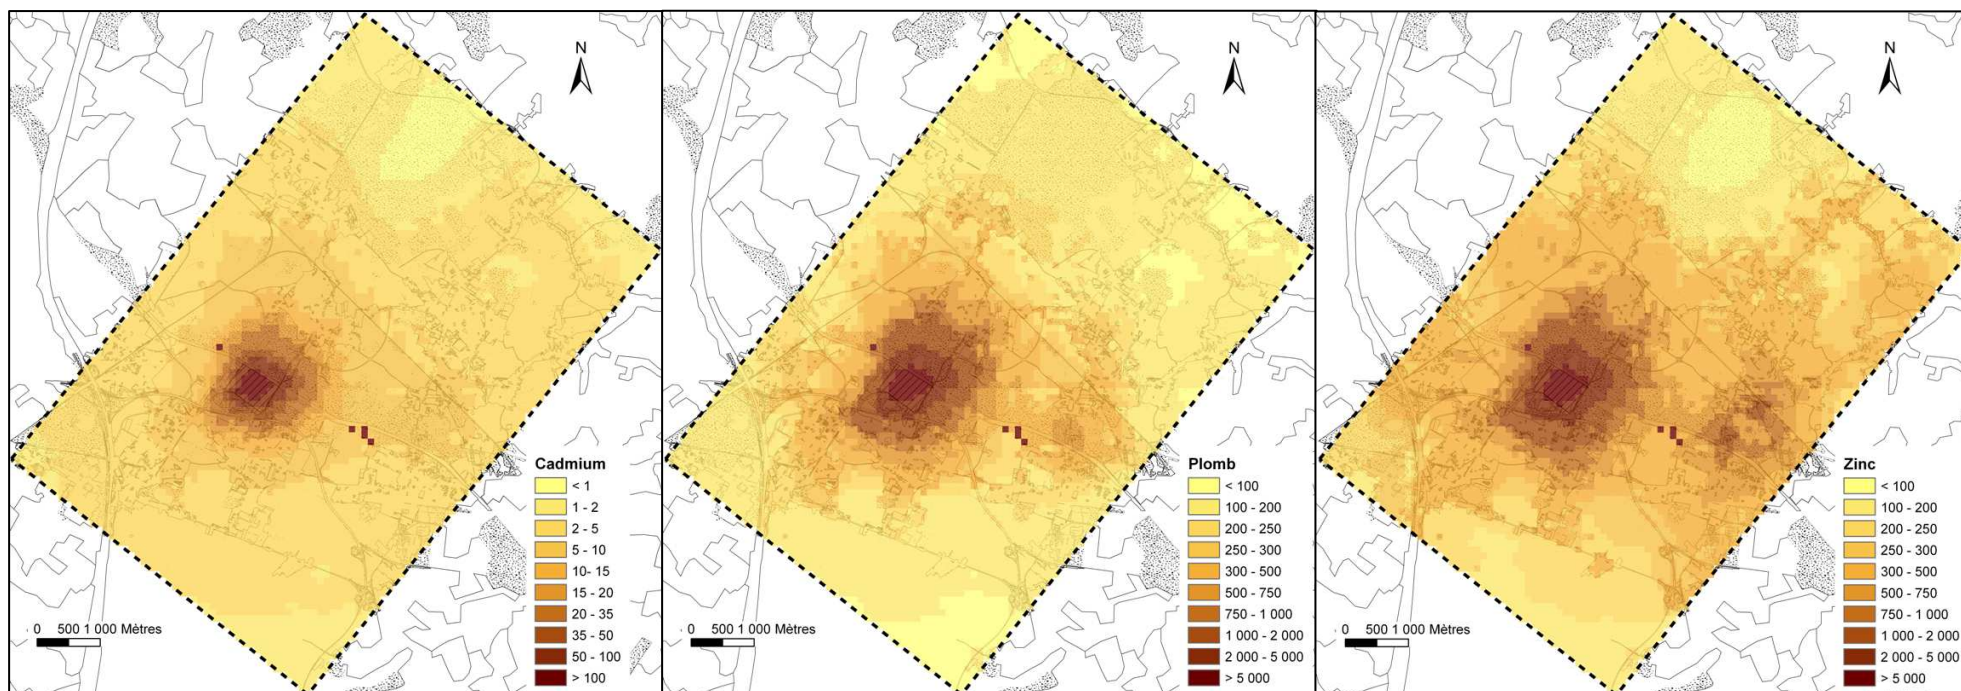 N
Cadmium
< 1
1 - 2
2 - 5
5 - 10
10- 15
15 - 20
20 - 35
35 - 50
50 - 100
> 100
0 500 1 000 Mètres
N
Plomb
< 100
100 - 200
200 - 250
250 - 300
300 - 500
500 - 750
750 - 1 000
1 000 - 2 000
2 000 - 5 000
> 5 000
0 500 1 000 Mètres
N
Zinc
< 100
100 - 200
200 - 250
250 - 300
300 - 500
500 - 750
750 - 1 000
1 000 - 2 000
2 000 - 5 000
> 5 000
0 500 1 000 Mètres